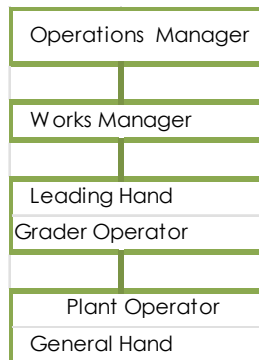 Operations Manager
Works Manager
Leading Hand
Grader Operator
Plant Operator
General Hand